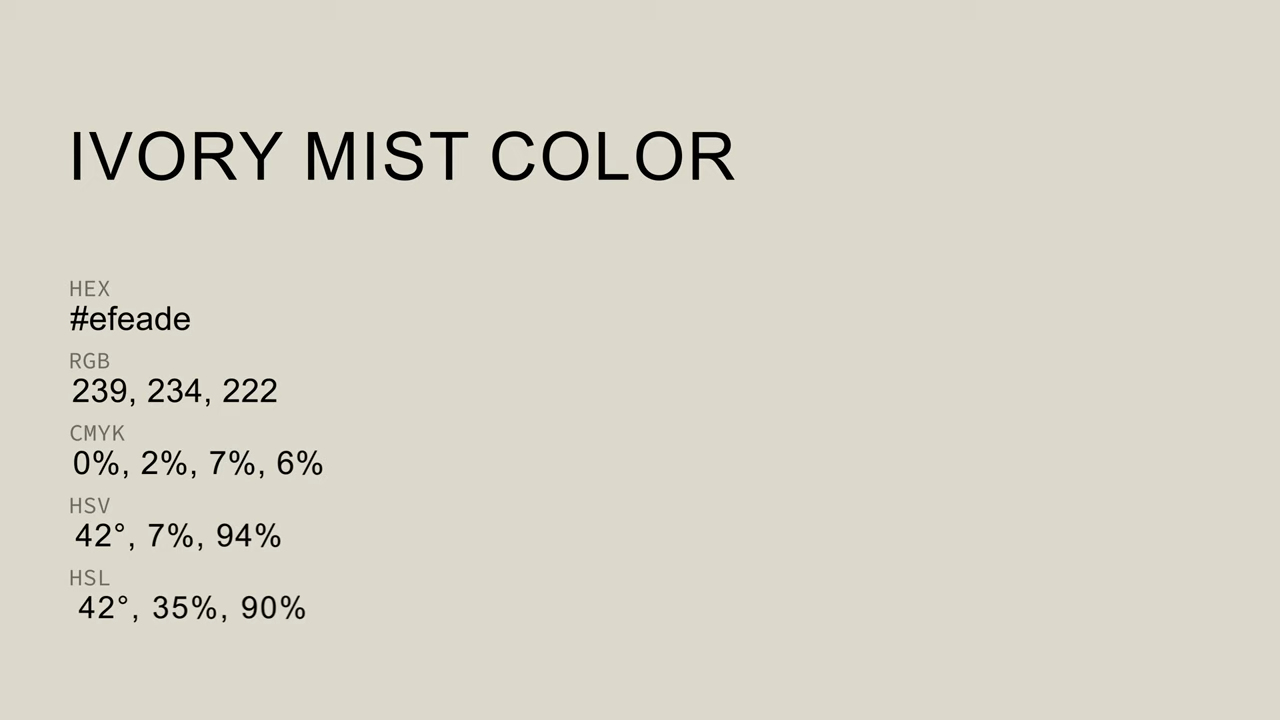 IVORY MIST COLOR
HEX
#efeade
RGB
239, 234, 222
CMYK
0%, 2%, 7%, 6%
HSV
42°, 7%, 94%
HSL
42°, 35%, 90%